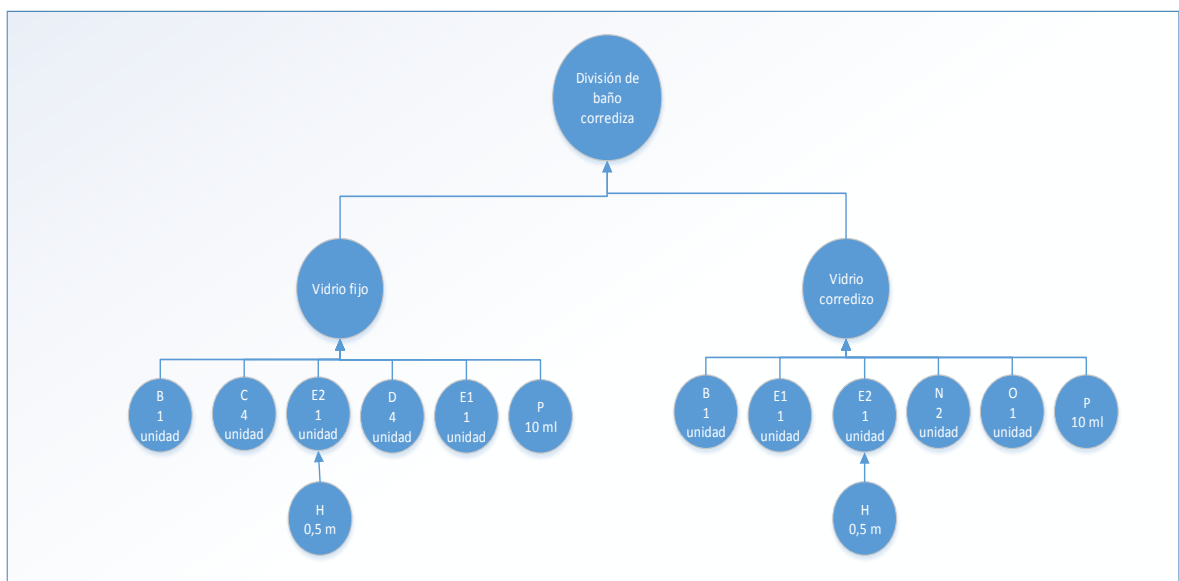 División de
baño
corrediza
Vidrio fijo
Vidrio
corredizo
B
1
unidad
C
4
unidad
E2
1
unidad
D
4
unidad
E1
1
unidad
P
10 ml
B
1
unidad
E1
1
unidad
E2
1
unidad
N
2
unidad
O
1
unidad
P
10 ml
H
0,5 m
H
0,5 m